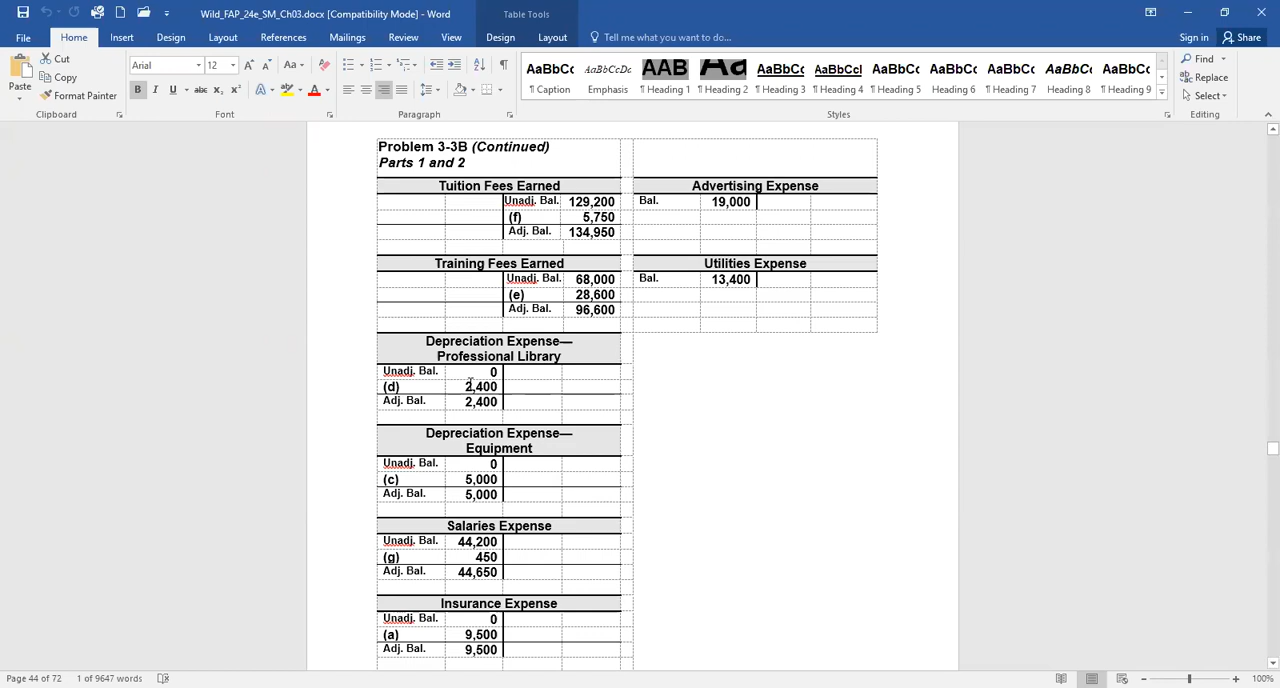 Wild_FAP_24e_SM_Ch03.docx [Compatibility Mode] - Word
Table Tools
File Home Insert Design Layout References Mailings Review View Design Layout Tell me what you want to do... Sign in Share
Paste
Cut
Copy
Format Painter
Arial 12
Aa
B I U abc x₂ x² A A
AaBbCc AaBbCcDc AAB Aa AaBbCc AaBbCcl AaBbCc AaBbCc AaBbCc AaBbCc AaBbCc
¶ Caption Emphasis ¶ Heading 1 ¶ Heading 2 ¶ Heading 3 ¶ Heading 4 ¶ Heading 5 Heading 6 ¶ Heading 7 Heading 8 ¶ Heading 9
Find
Replace
Select
Clipboard Font Paragraph Styles Editing
Problem 3-3B (Continued)
Parts 1 and 2
Tuition Fees Earned
Unadj. Bal. 129,200
(f) 5,750
Adj. Bal. 134,950
Advertising Expense
Bal. 19,000
Training Fees Earned
Unadj. Bal. 68,000
(e) 28,600
Adj. Bal. 96,600
Utilities Expense
Bal. 13,400
Depreciation Expense—
Professional Library
Unadj. Bal. 0
(d) 2,400
Adj. Bal. 2,400
Depreciation Expense—
Equipment
Unadj. Bal. 0
(c) 5,000
Adj. Bal. 5,000
Salaries Expense
Unadj. Bal. 44,200
(g) 450
Adj. Bal. 44,650
Insurance Expense
Unadj. Bal. 0
(a) 9,500
Adj. Bal. 9,500
Page 44 of 72 1 of 9647 words 100%